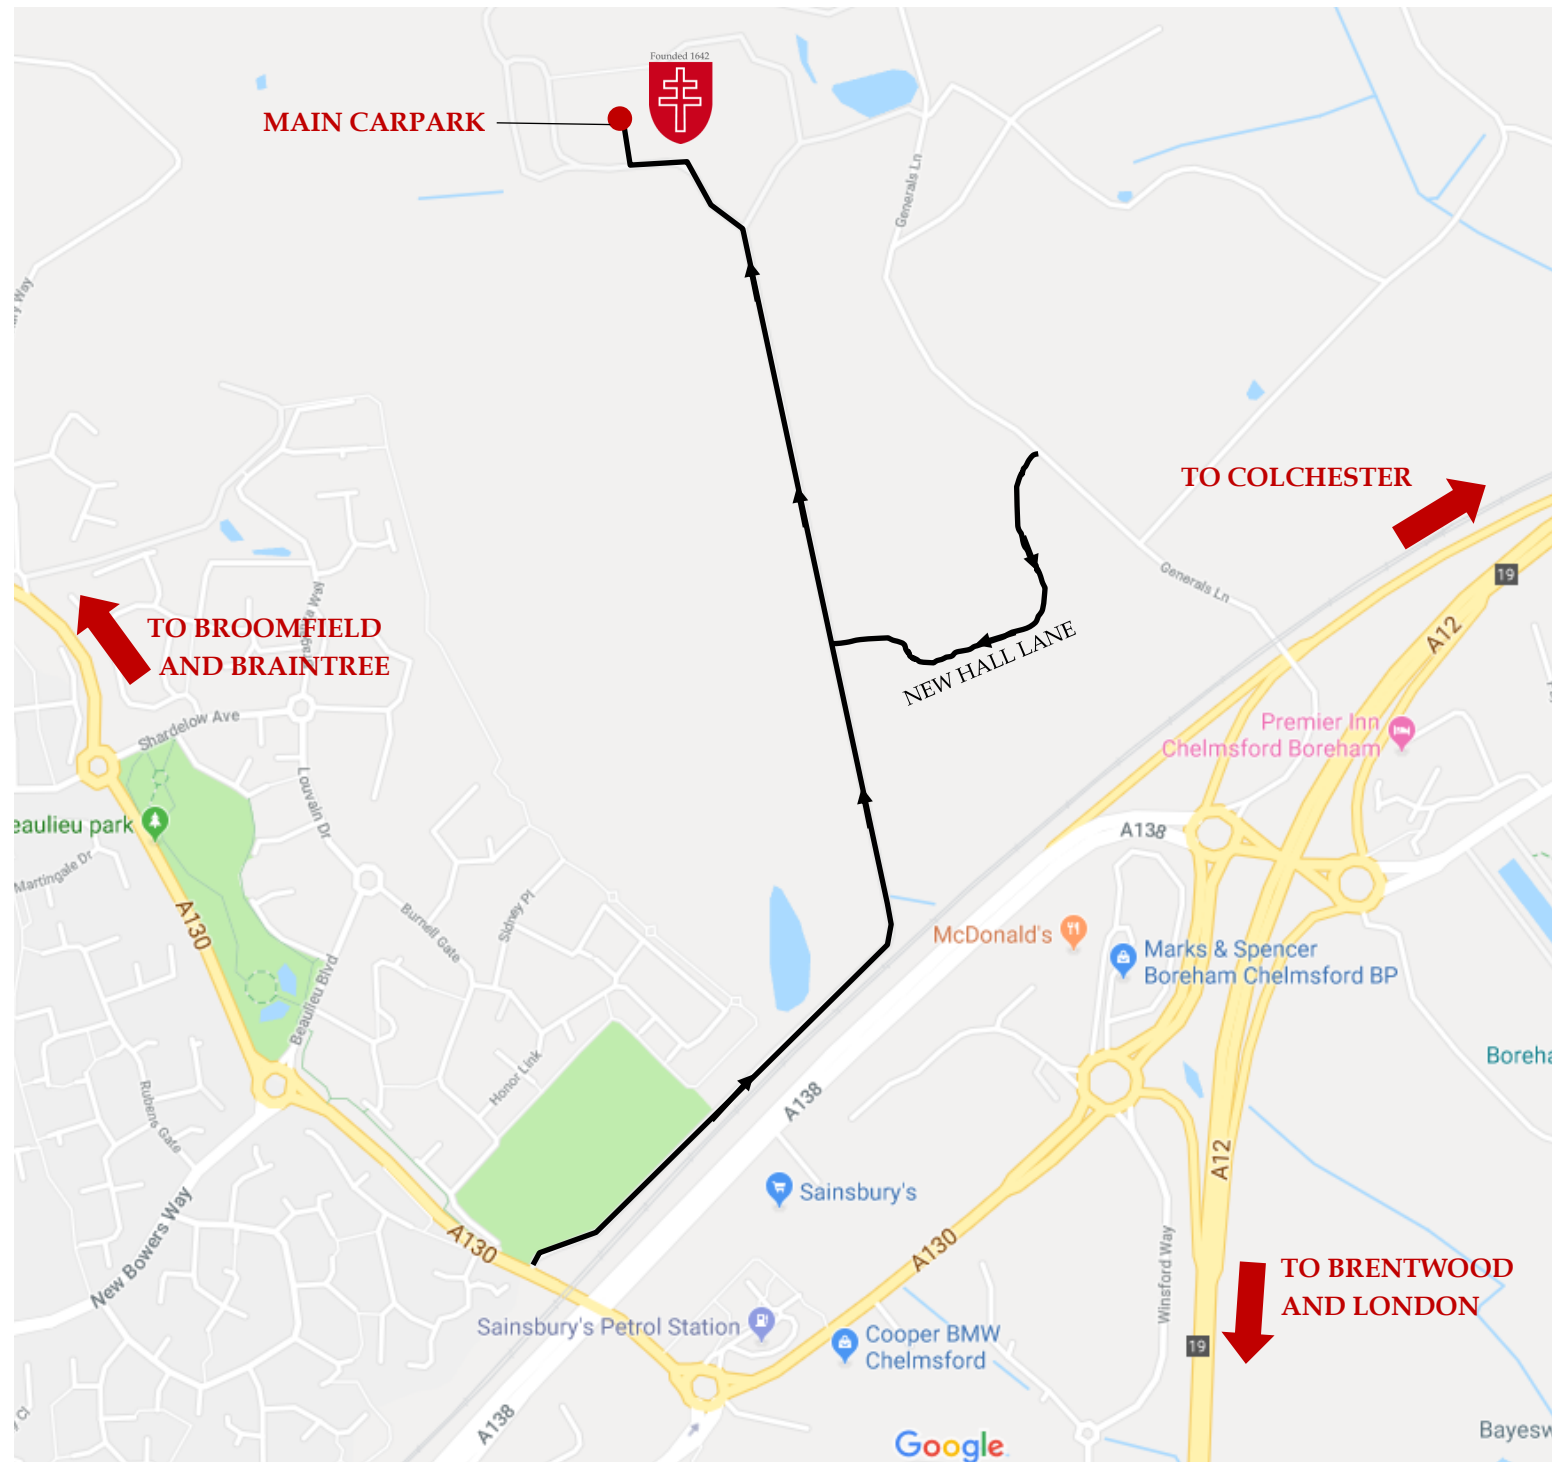 Founded 1642
MAIN CARPARK
Generals Ln
TO COLCHESTER
19
Generals Ln
A12
TO BROOMFIELD
AND BRAINTREE
NEW HALL LANE
Shardelow Ave
Premier Inn
Chelmsford Boreham
Louvain Dr
eaulieu park
A138
Martingale Dr
A130
Burnell Gate
Sidney Pl
McDonald's
Marks & Spencer
Boreham Chelmsford BP
Beaulieu Blvd
Boreha
Honor Link
A138
Rubens Gate
A12
Sainsbury's
New Bowers Way
A130
A130
Winsford Way
TO BRENTWOOD
AND LONDON
Sainsbury's Petrol Station
Cooper BMW
Chelmsford
19
A138
Bayesw
Google